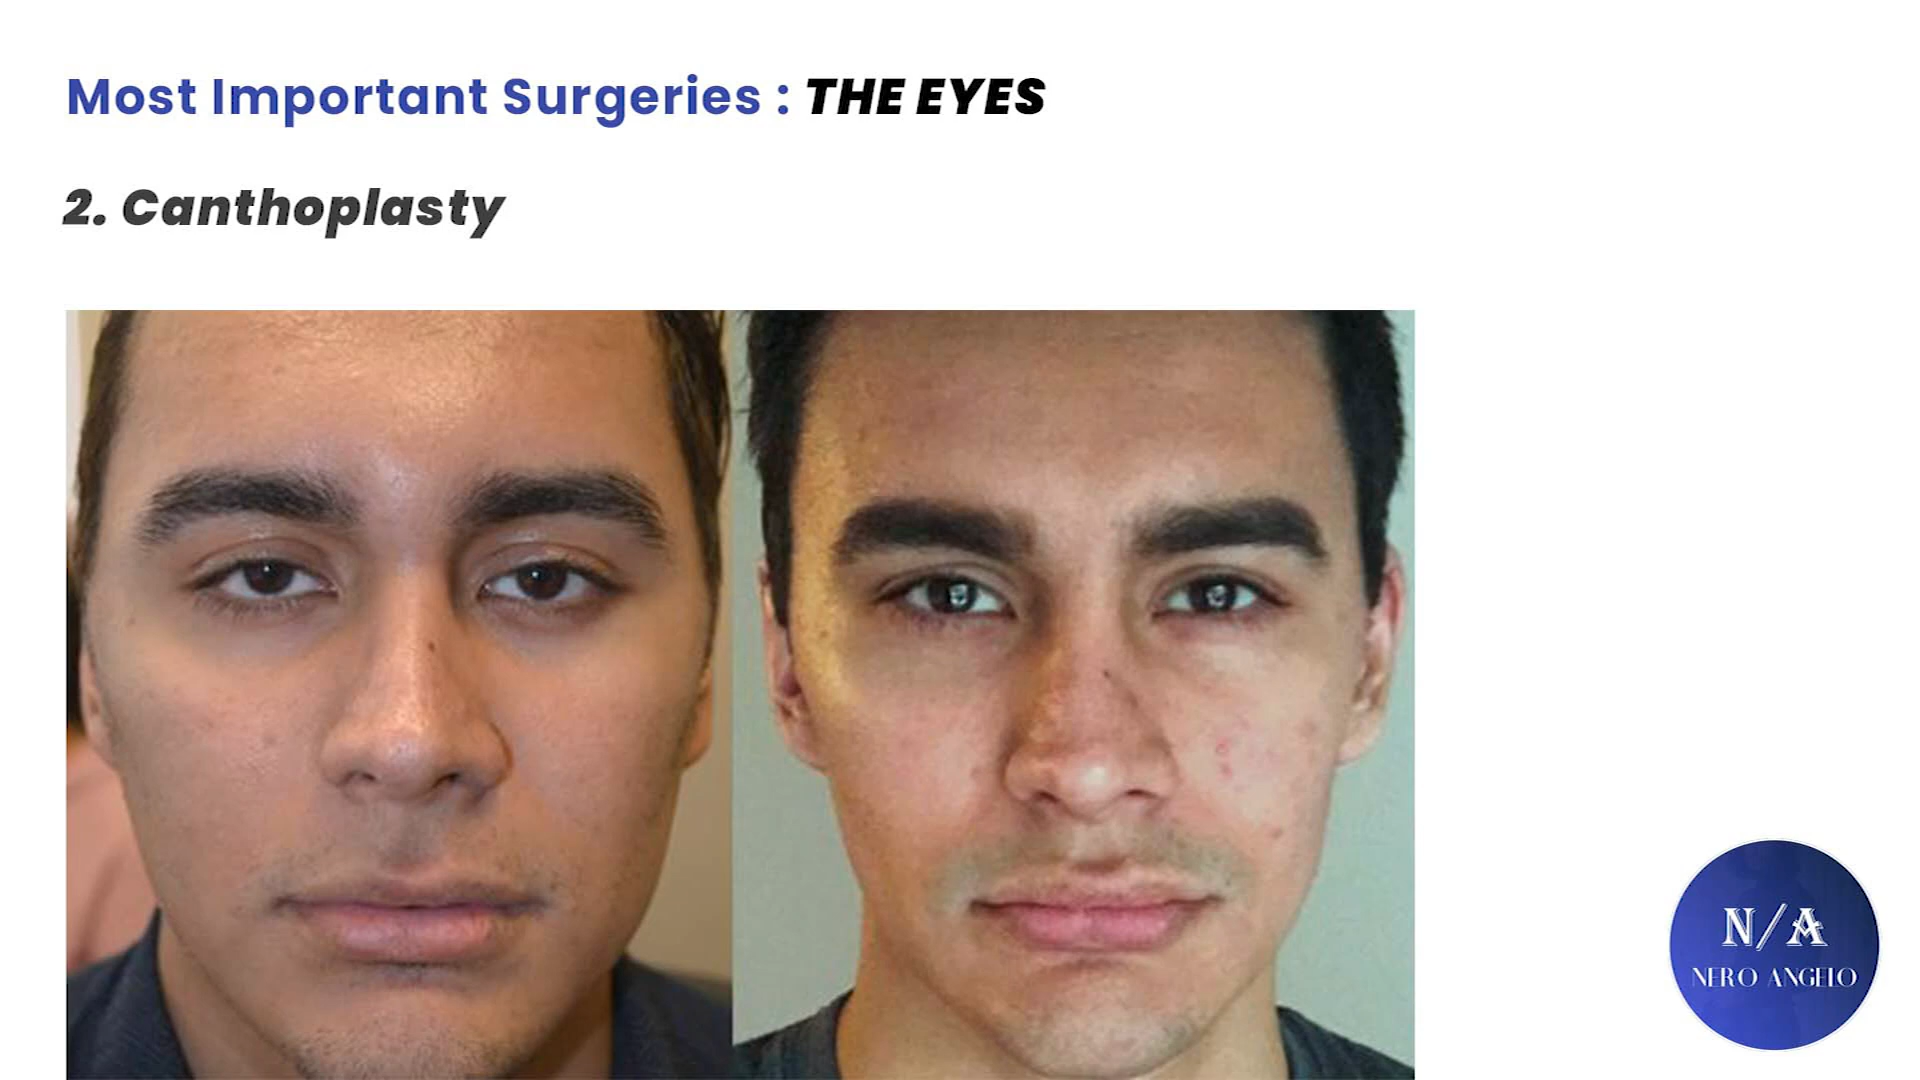 Most Important Surgeries : THE EYES
2. Canthoplasty
N/A
NERO ANGELO